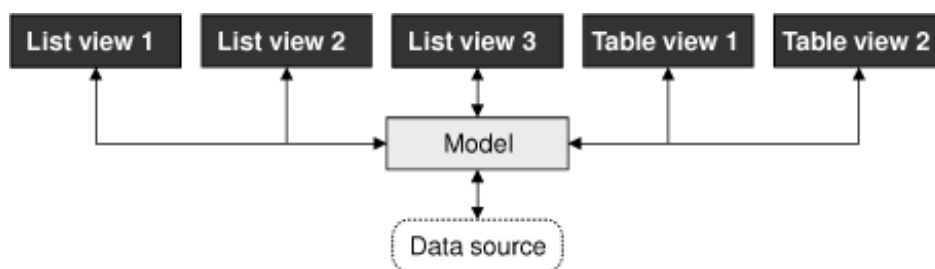 List view 1
List view 2
List view 3
Table view 1
Table view 2
Model
Data source